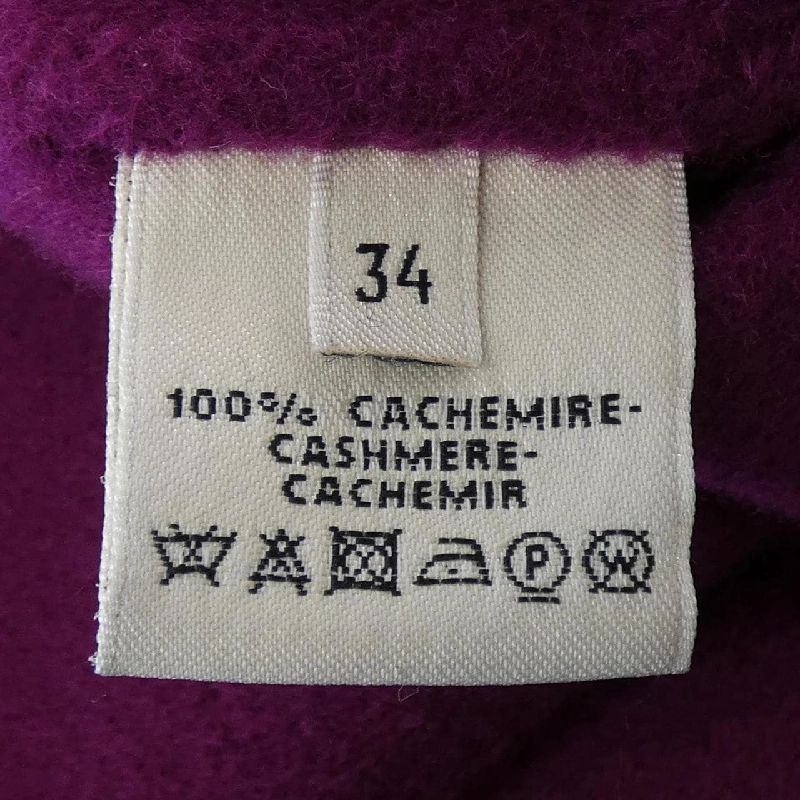 34
100% CACHEMIRE-
CASHMERE-
CACHEMIR
P W